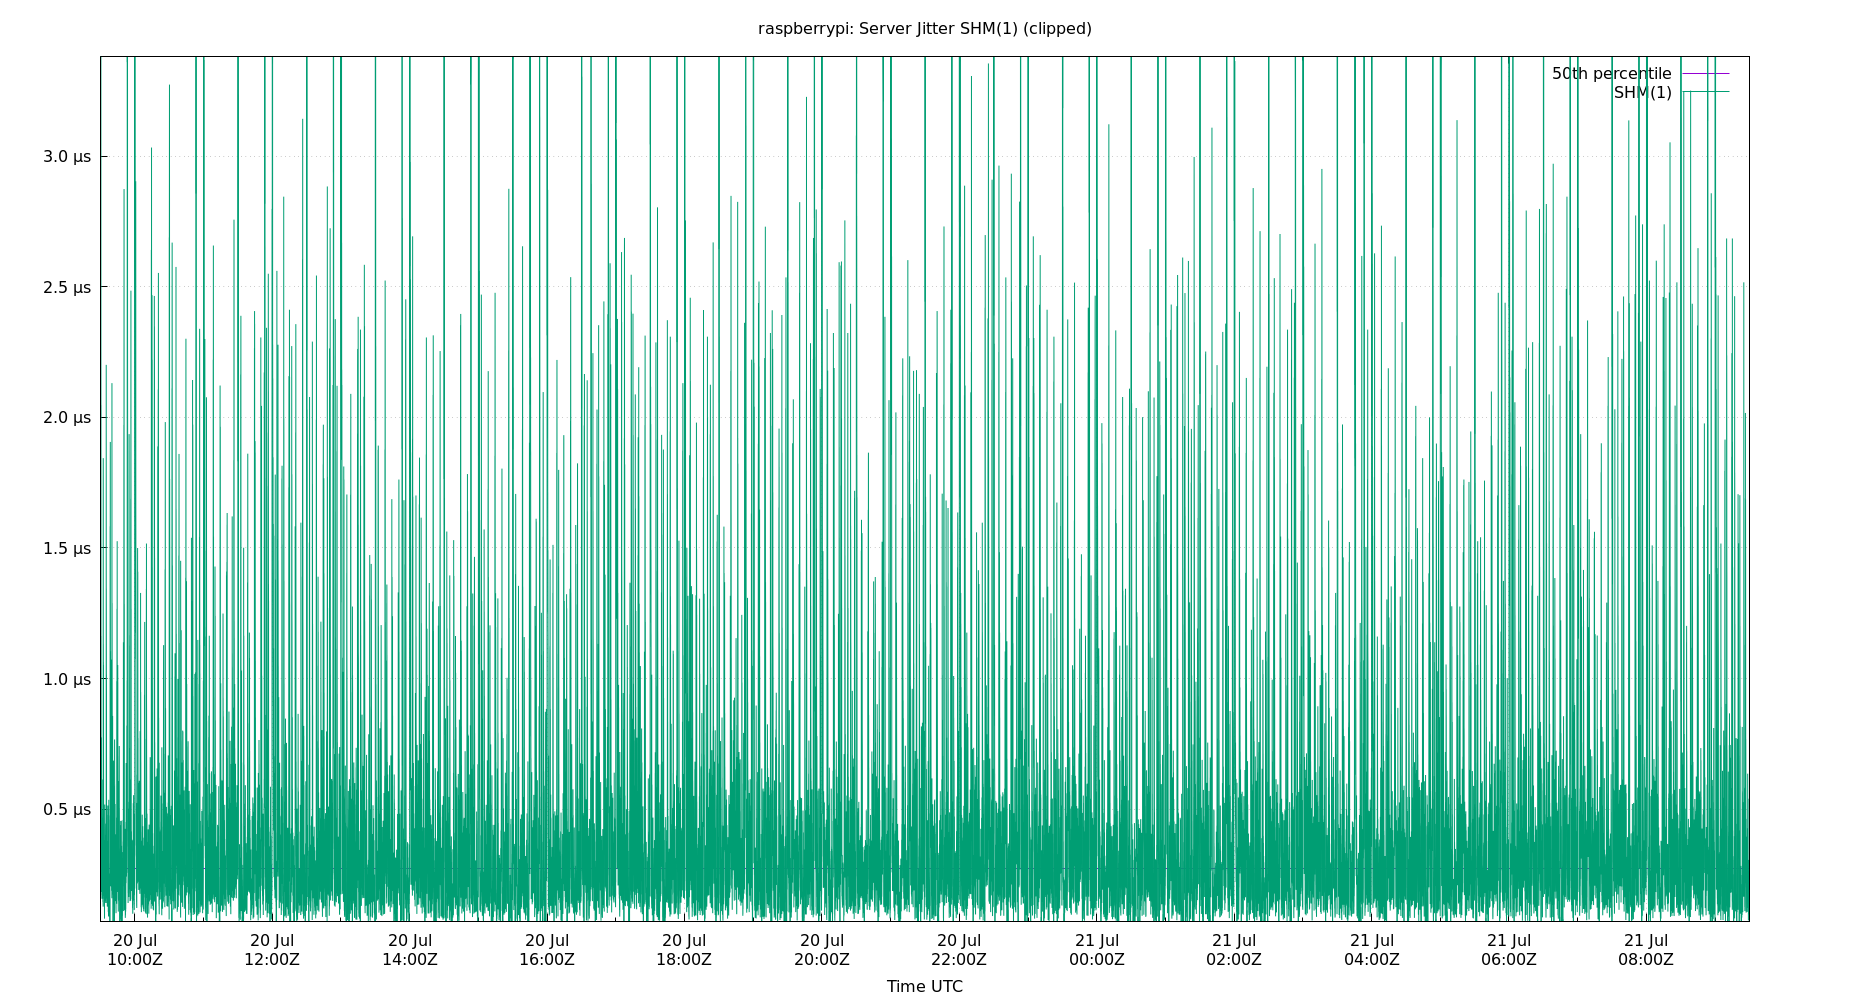 raspberrypi: Server Jitter SHM(1) (clipped)
50th percentile
SHM(1)
3.0 µs
2.5 µs
2.0 µs
1.5 µs
1.0 µs
0.5 µs
20 Jul 20 Jul 20 Jul 20 Jul 20 Jul 20 Jul 20 Jul 21 Jul 21 Jul 21 Jul 21 Jul 21 Jul
10:00Z 12:00Z 14:00Z 16:00Z 18:00Z 20:00Z 22:00Z 00:00Z 02:00Z 04:00Z 06:00Z 08:00Z
Time UTC